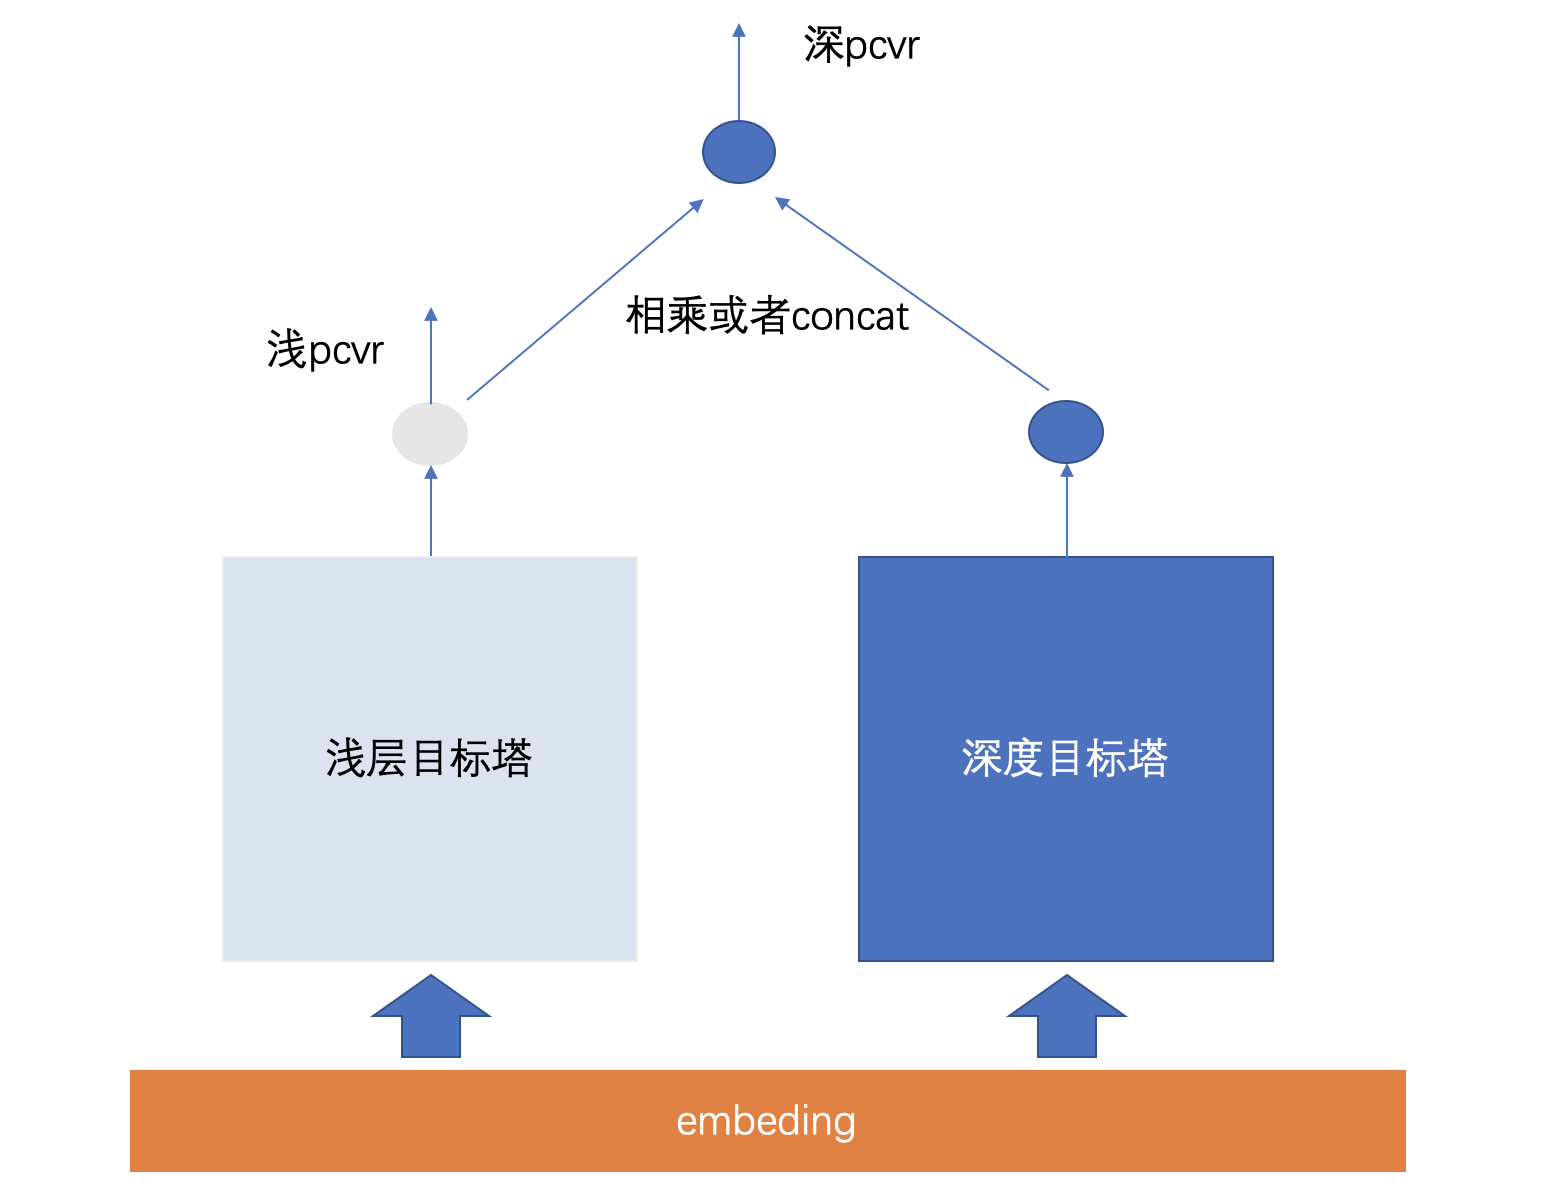 深pcvr
相乘或者concat
浅pcvr
浅层目标塔
深度目标塔
embeding